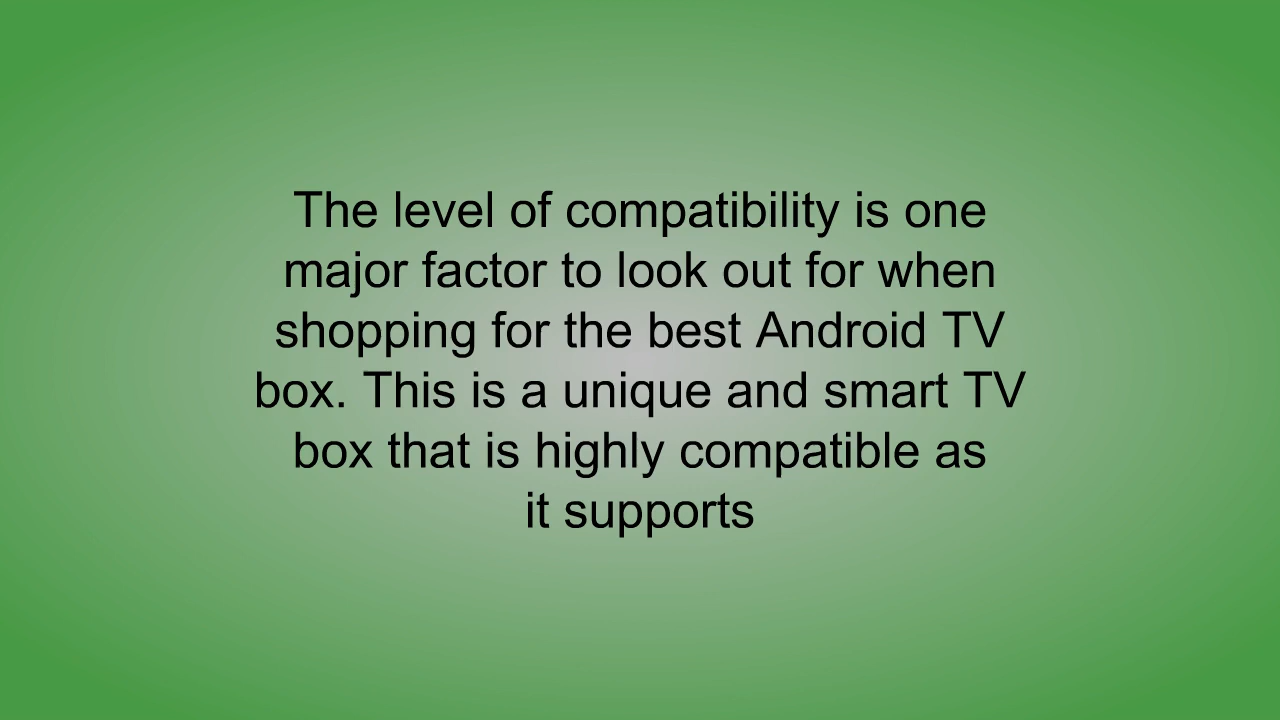 The level of compatibility is one
major factor to look out for when
shopping for the best Android TV
box. This is a unique and smart TV
box that is highly compatible as
it supports